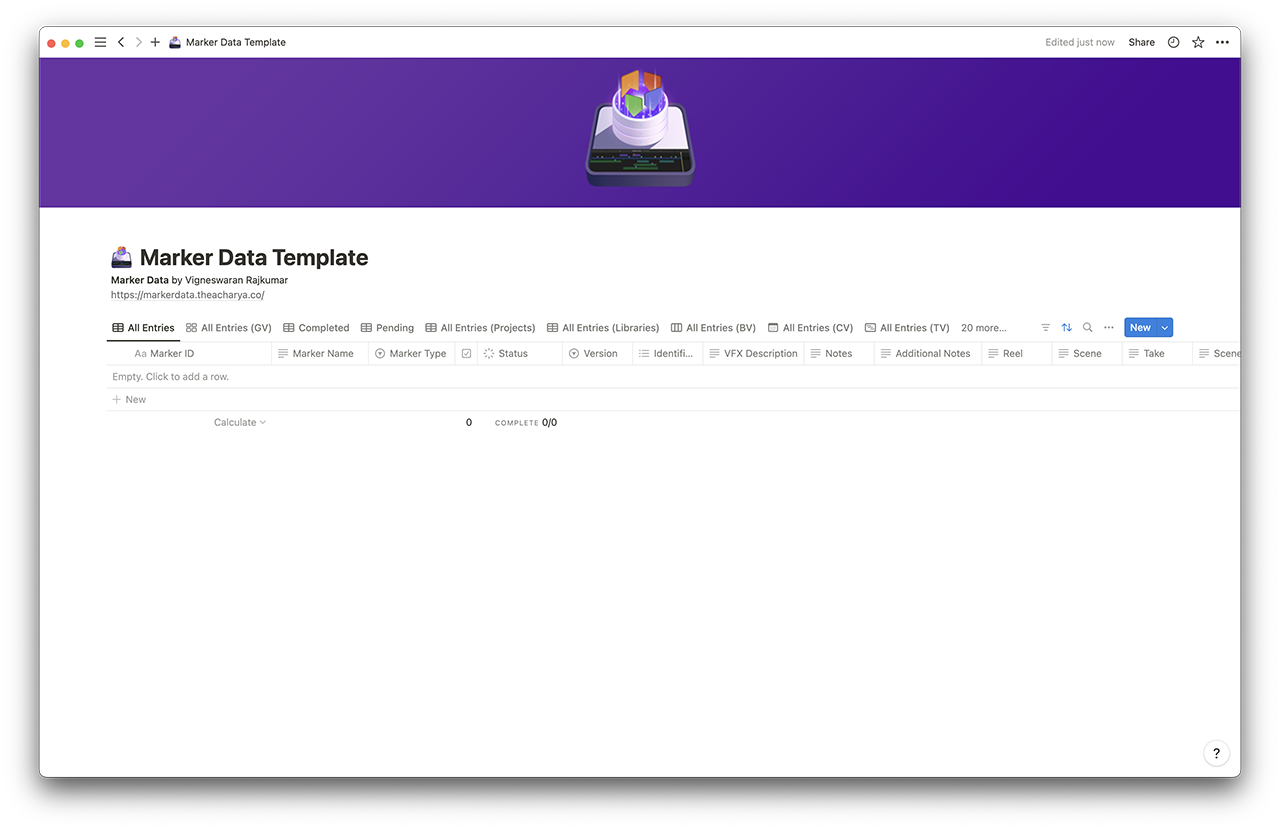 Marker Data Template Edited just now Share
Marker Data Template
Marker Data by Vigneswaran Rajkumar
https://markerdata.theacharya.co/
All Entries All Entries (GV) Completed Pending All Entries (Projects) All Entries (Libraries) All Entries (BV) All Entries (CV) All Entries (TV) 20 more... New
Aa Marker ID Marker Name Marker Type Status Version Identifi... VFX Description Notes Additional Notes Reel Scene Take Scene
Empty. Click to add a row.
+ New
Calculate 0 COMPLETE 0/0
?